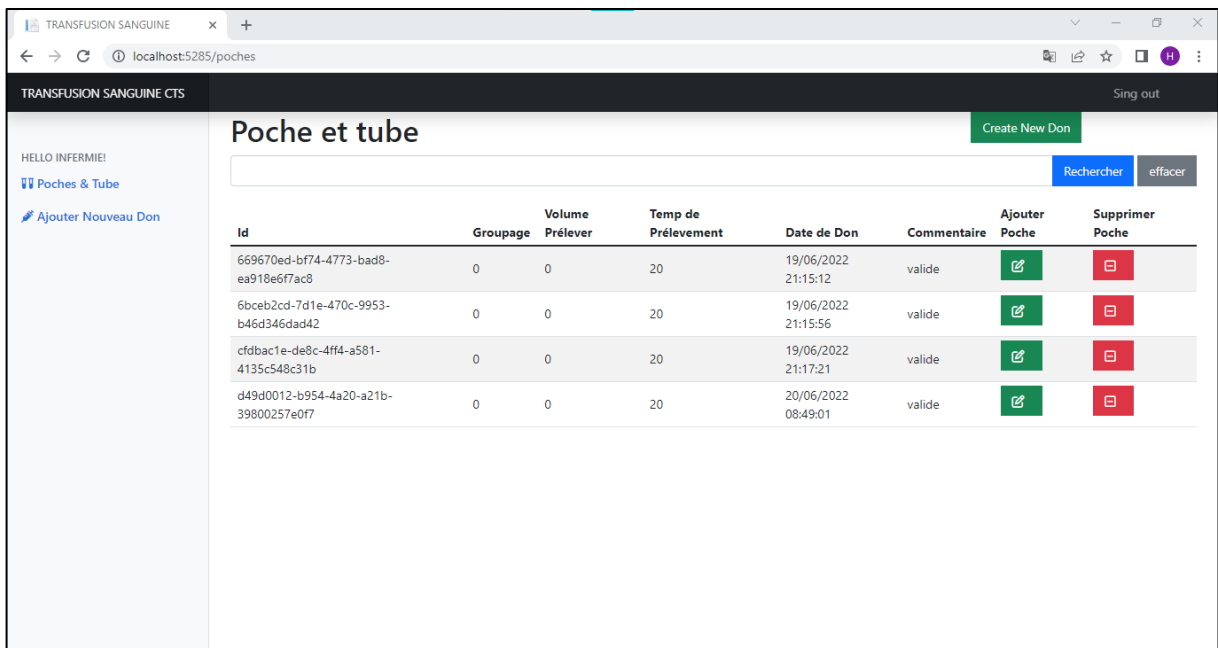 TRANSFUSION SANGUINE
localhost:5285/poches
H
TRANSFUSION SANGUINE CTS
Sing out
Poche et tube
Create New Don
HELLO INFERMIE!
Poches & Tube
Ajouter Nouveau Don
Rechercher
effacer
Id
Groupage
Volume
Prélever
Temp de
Prélevement
Date de Don
Commentaire
Ajouter
Poche
Supprimer
Poche
669670ed-bf74-4773-bad8-
ea918e6f7ac8
0
0
20
19/06/2022
21:15:12
valide
6bceb2cd-7d1e-470c-9953-
b46d346dad42
0
0
20
19/06/2022
21:15:56
valide
cfdbac1e-de8c-4ff4-a581-
4135c548c31b
0
0
20
19/06/2022
21:17:21
valide
d49d0012-b954-4a20-a21b-
39800257e0f7
0
0
20
20/06/2022
08:49:01
valide